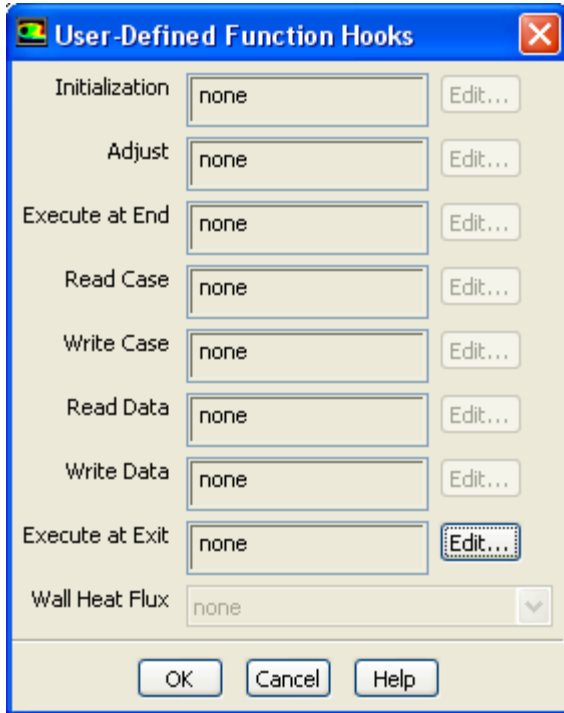 User-Defined Function Hooks
Initialization none Edit...
Adjust none Edit...
Execute at End none Edit...
Read Case none Edit...
Write Case none Edit...
Read Data none Edit...
Write Data none Edit...
Execute at Exit none Edit...
Wall Heat Flux none
OK Cancel Help